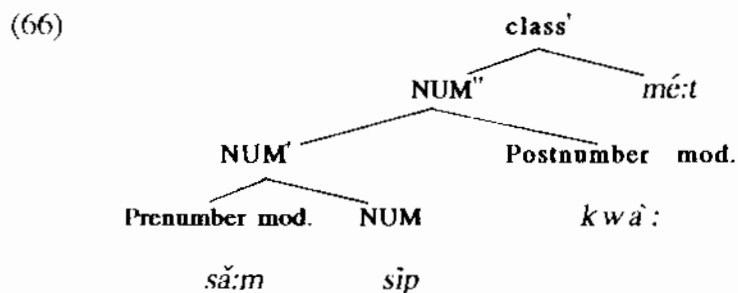 (66) class'
NUM" mé:t
NUM' Postnumber mod.
Prenumber mod. NUM kwà:
sǎ:m sìp